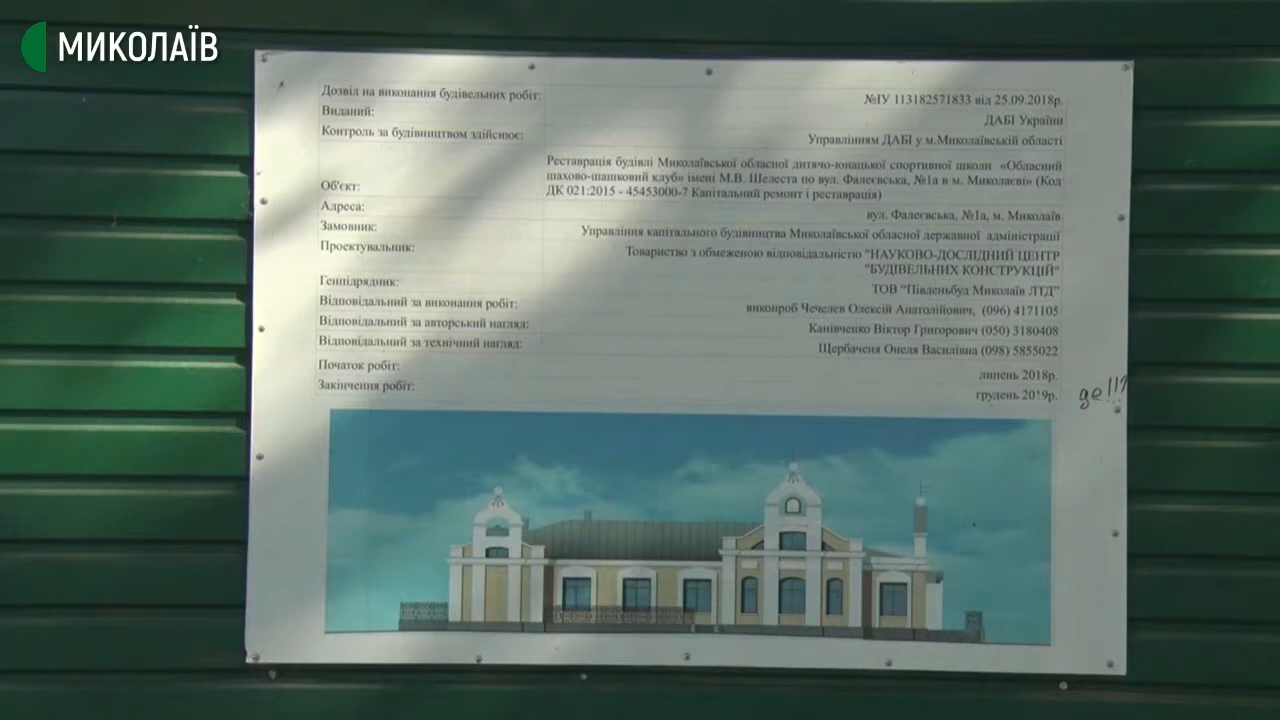 МИКОЛАЇВ
Дозвіл на виконання будівельних робіт: №ІУ 113182571833 від 25.09.2018р.
Виданий: ДАБІ України
Контроль за будівництвом здійснює: Управлінням ДАБІ у м.Миколаївській області
Реставрація будівлі Миколаївської обласної дитячо-юнацької спортивної школи «Обласний
шахово-шашковий клуб» імені М.В. Шелеста по вул. Фалеєвська, №1а в м. Миколаєві» (Код
Об'єкт: ДК 021:2015 - 45453000-7 Капітальний ремонт і реставрація)
Адреса: вул. Фалеєвська, №1а, м. Миколаїв
Замовник: Управління капітального будівництва Миколаївської обласної державної адміністрації
Проектувальник: Товариство з обмеженою відповідальністю "НАУКОВО-ДОСЛІДНИЙ ЦЕНТР
"БУДІВЕЛЬНИХ КОНСТРУКЦІЙ"
Генпідрядник: ТОВ "Південьбуд Миколаїв ЛТД"
Відповідальний за виконання робіт: виконроб Чечелев Олексій Анатолійович, (096) 4171105
Відповідальний за авторський нагляд: Канівченко Віктор Григорович (050) 3180408
Відповідальний за технічний нагляд: Щербаченя Онеля Василівна (098) 5855022
Початок робіт: липень 2018р.
Закінчення робіт: грудень 2019р. де!!?